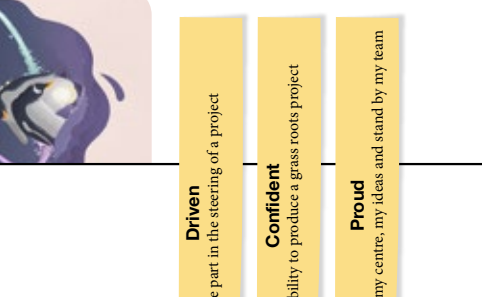 Driven
part in the steering of a project
Confident
to produce a grass roots project
Proud
my centre, my ideas and stand by my team